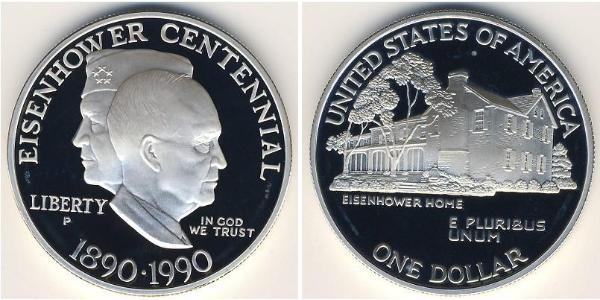 EISENHOWER CENTENNIAL
LIBERTY
P
IN GOD
WE TRUST
1890·1990
UNITED STATES OF AMERICA
EISENHOWER HOME
E PLURIBUS
UNUM
ONE DOLLAR